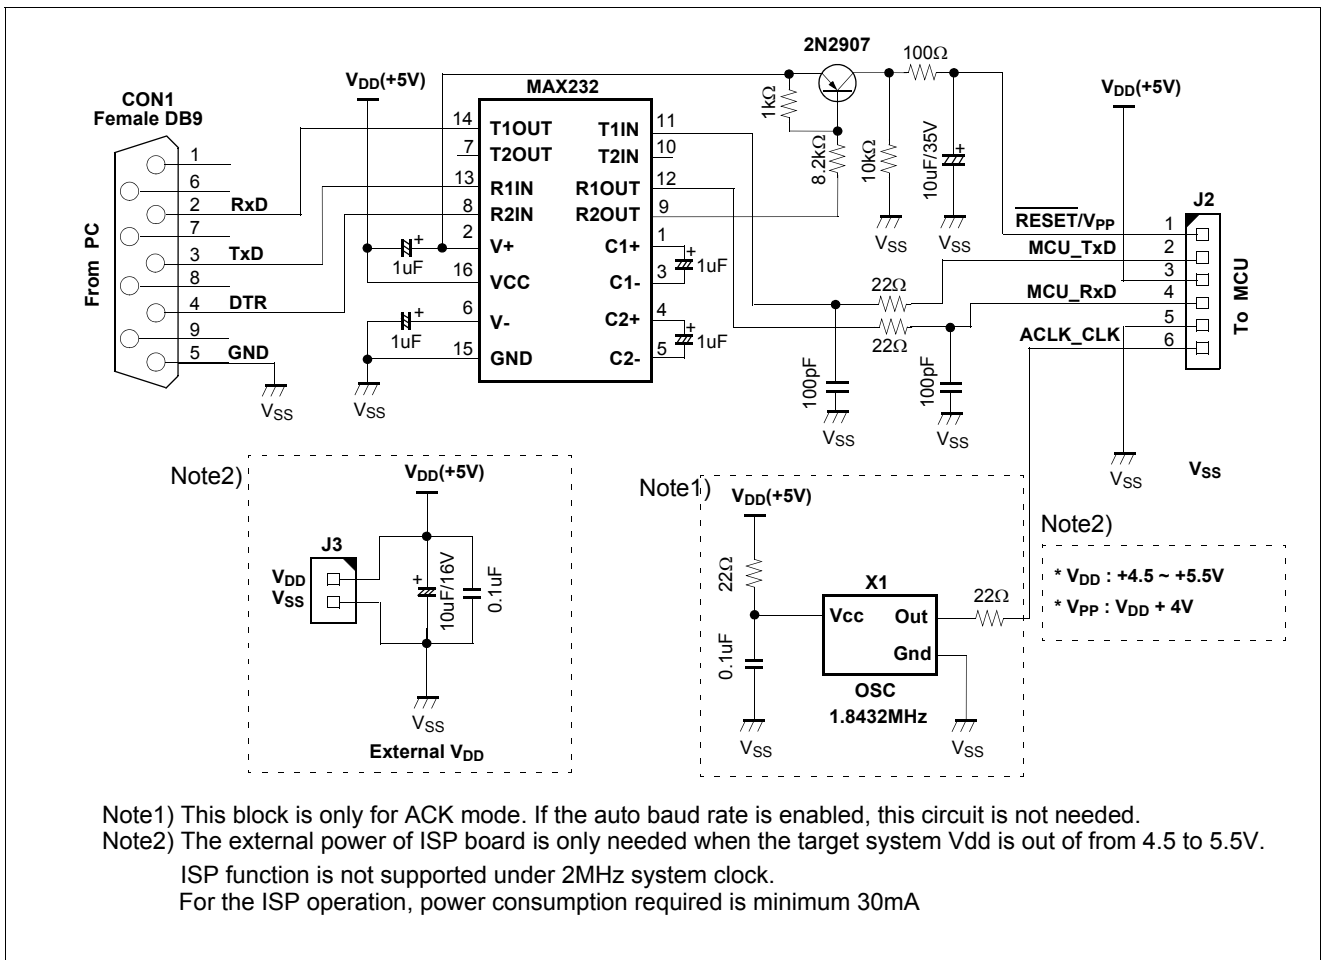 2N2907
100Ω
VDD(+5V)
MAX232
1kΩ
VDD(+5V)
CON1
Female DB9
14 T1OUT T1IN 11
7 T2OUT T2IN 10
13 R1IN R1OUT 12
8 R2IN R2OUT 9
2 V+ C1+ 1
16 VCC C1- 3
6 V- C2+ 4
15 GND C2- 5
8.2kΩ
10kΩ
10uF/35V
+
VSS
VSS
From PC
1
6
2 RxD
7
3 TxD
8
4 DTR
9
5 GND
VSS
+
1uF
+
1uF
VSS
+
1uF
+
1uF
J2
RESET/VPP 1
MCU_TxD 2
3
MCU_RxD 4
5
ACLK_CLK 6
To MCU
22Ω
22Ω
100pF
100pF
VSS
VSS
VSS
VSS
Note2)
VDD(+5V)
J3
VDD
VSS
+
10uF/16V
0.1uF
VSS
External VDD
Note1)
VDD(+5V)
22Ω
0.1uF
VSS
X1
Vcc Out
Gnd
OSC
1.8432MHz
22Ω
VSS
Note2)
* VDD : +4.5 ~ +5.5V
* VPP : VDD + 4V
Note1) This block is only for ACK mode. If the auto baud rate is enabled, this circuit is not needed.
Note2) The external power of ISP board is only needed when the target system Vdd is out of from 4.5 to 5.5V.
ISP function is not supported under 2MHz system clock.
For the ISP operation, power consumption required is minimum 30mA